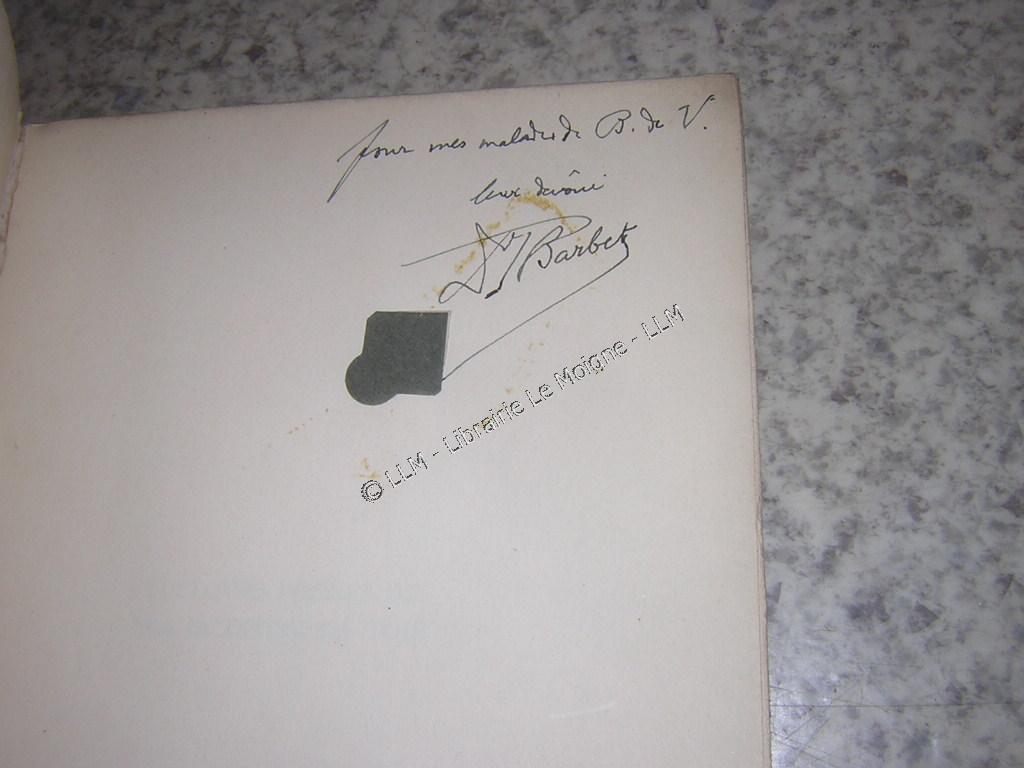 pour mes malades de B. de V.
leur dévoué
Dr Barbet
© LLM - Librairie Le Moigne - LLM